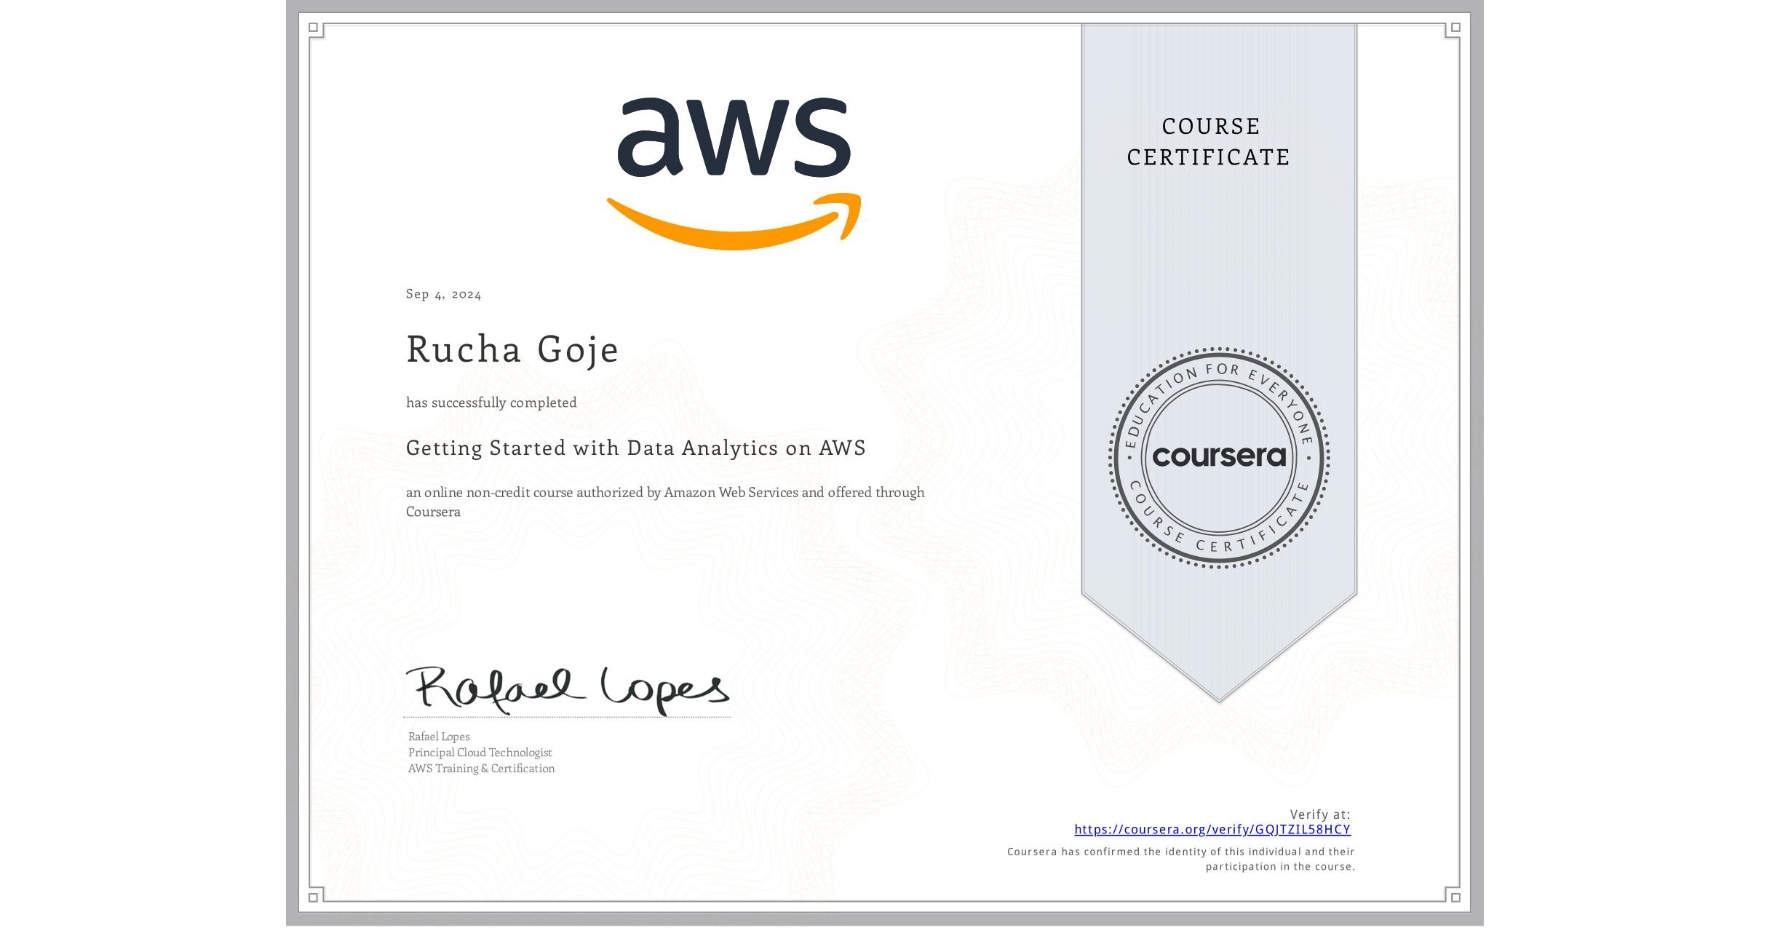 aws
COURSE
CERTIFICATE
Sep 4, 2024
Rucha Goje
has successfully completed
Getting Started with Data Analytics on AWS
an online non-credit course authorized by Amazon Web Services and offered through
Coursera
EDUCATION FOR EVERYONE
coursera
COURSE CERTIFICATE
Rafael Lopes
Rafael Lopes
Principal Cloud Technologist
AWS Training & Certification
Verify at:
https://coursera.org/verify/GQJTZIL58HCY
Coursera has confirmed the identity of this individual and their
participation in the course.